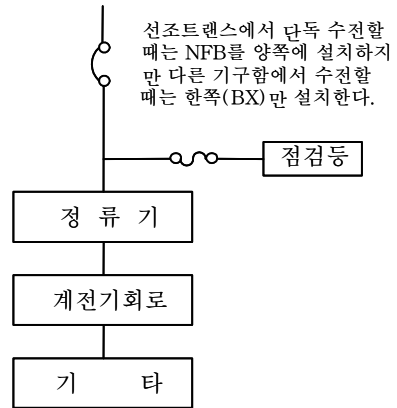 선조트랜스에서 단독 수전할
때는 NFB를 양쪽에 설치하지
만 다른 기구함에서 수전할
때는 한쪽(BX)만 설치한다.
점검등
정 류 기
계전기회로
기 타